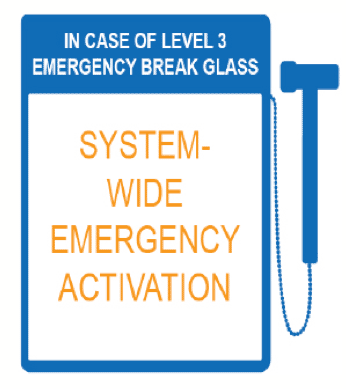 IN CASE OF LEVEL 3
EMERGENCY BREAK GLASS
SYSTEM-
WIDE
EMERGENCY
ACTIVATION